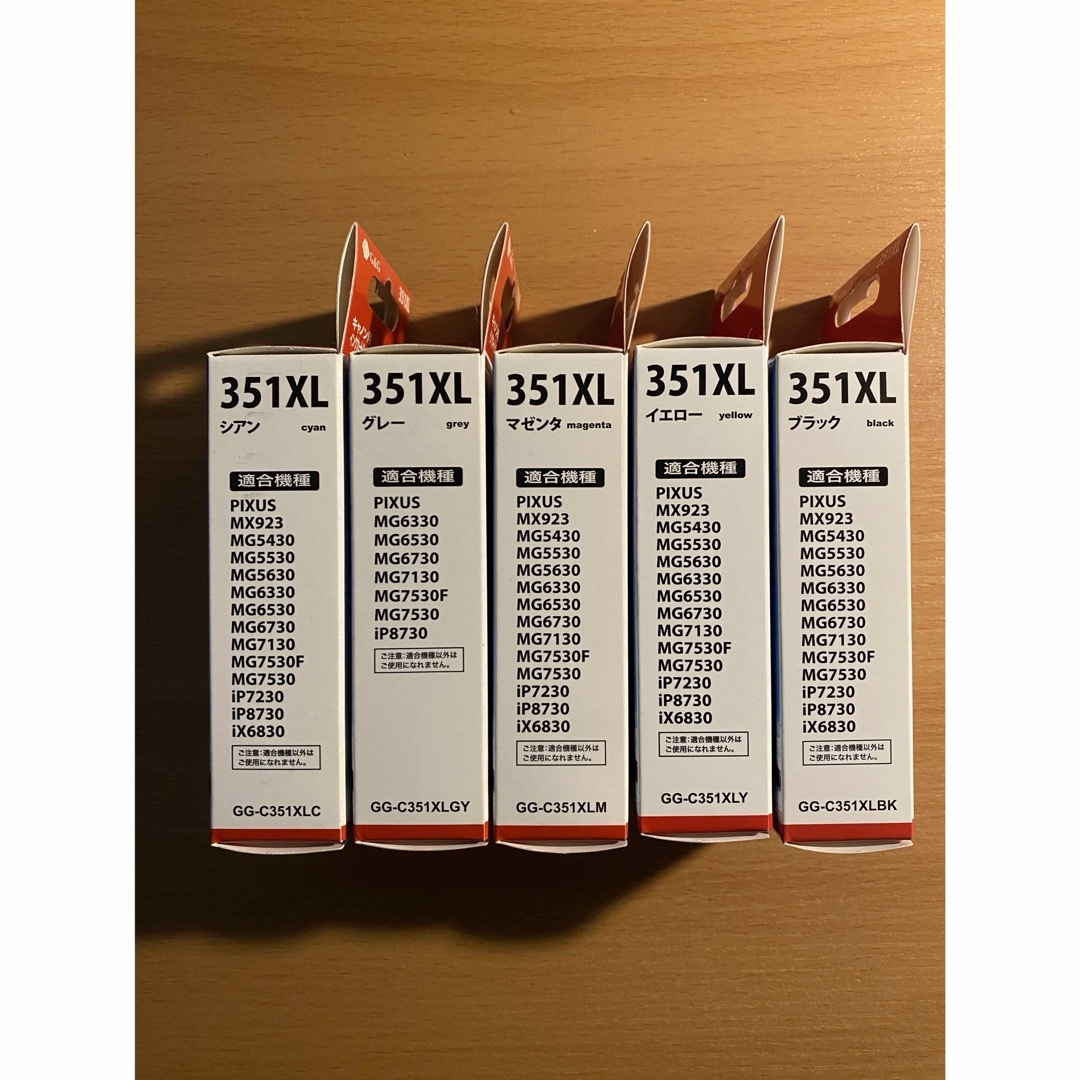 G&G
351XL
351XL
351XL
351XL
シアン cyan
適合機種
PIXUS
MX923
MG5430
MG5530
MG5630
MG6330
MG6530
MG6730
MG7130
MG7530F
MG7530
iP7230
iP8730
iX6830
ご注意:適合機種以外は
ご使用になれません。
GG-C351XLC
351XL
グレー grey
適合機種
PIXUS
MG6330
MG6530
MG6730
MG7130
MG7530F
MG7530
iP8730
ご注意:適合機種以外は
ご使用になれません。
GG-C351XLGY
351XL
マゼンタ magenta
適合機種
PIXUS
MX923
MG5430
MG5530
MG5630
MG6330
MG6530
MG6730
MG7130
MG7530F
MG7530
iP7230
iP8730
iX6830
ご注意:適合機種以外は
ご使用になれません。
GG-C351XLM
351XL
イエロー yellow
適合機種
PIXUS
MX923
MG5430
MG5530
MG5630
MG6330
MG6530
MG6730
MG7130
MG7530F
MG7530
iP7230
iP8730
iX6830
ご注意:適合機種以外は
ご使用になれません。
GG-C351XLY
351XL
ブラック black
適合機種
PIXUS
MX923
MG5430
MG5530
MG5630
MG6330
MG6530
MG6730
MG7130
MG7530F
MG7530
iP7230
iP8730
iX6830
ご注意:適合機種以外は
ご使用になれません。
GG-C351XLBK